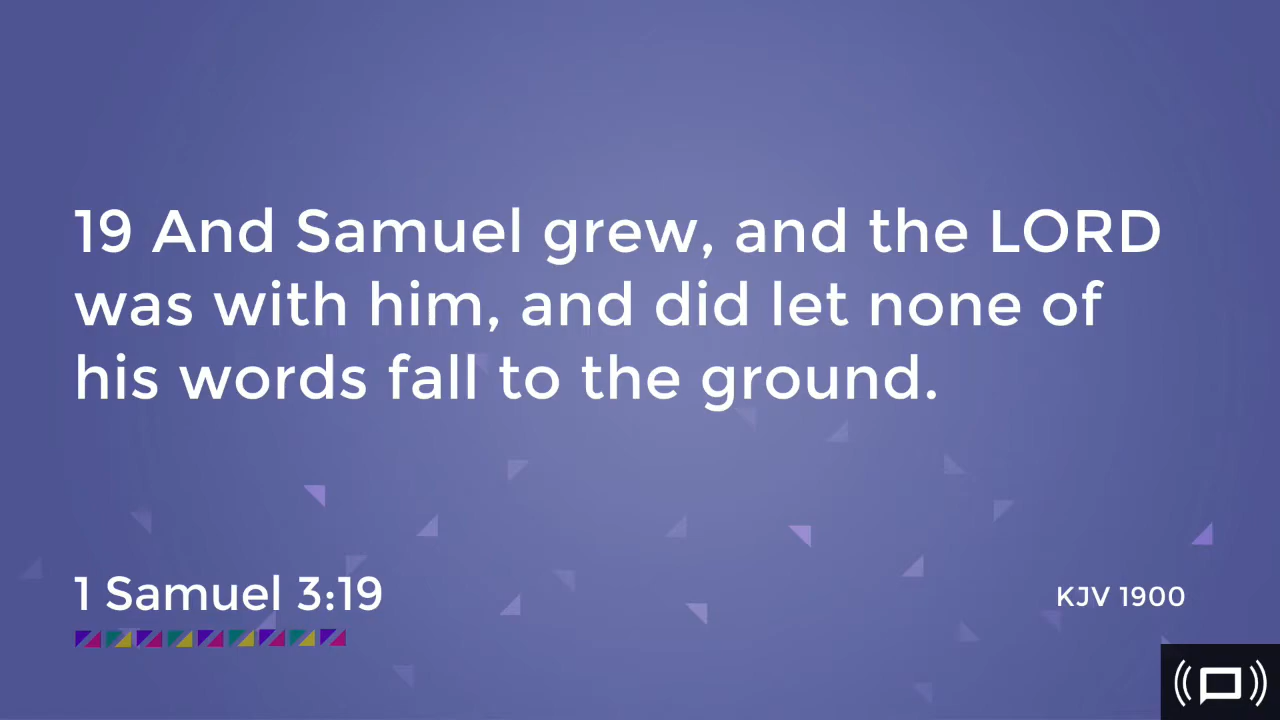 19 And Samuel grew, and the LORD
was with him, and did let none of
his words fall to the ground.
1 Samuel 3:19
KJV 1900